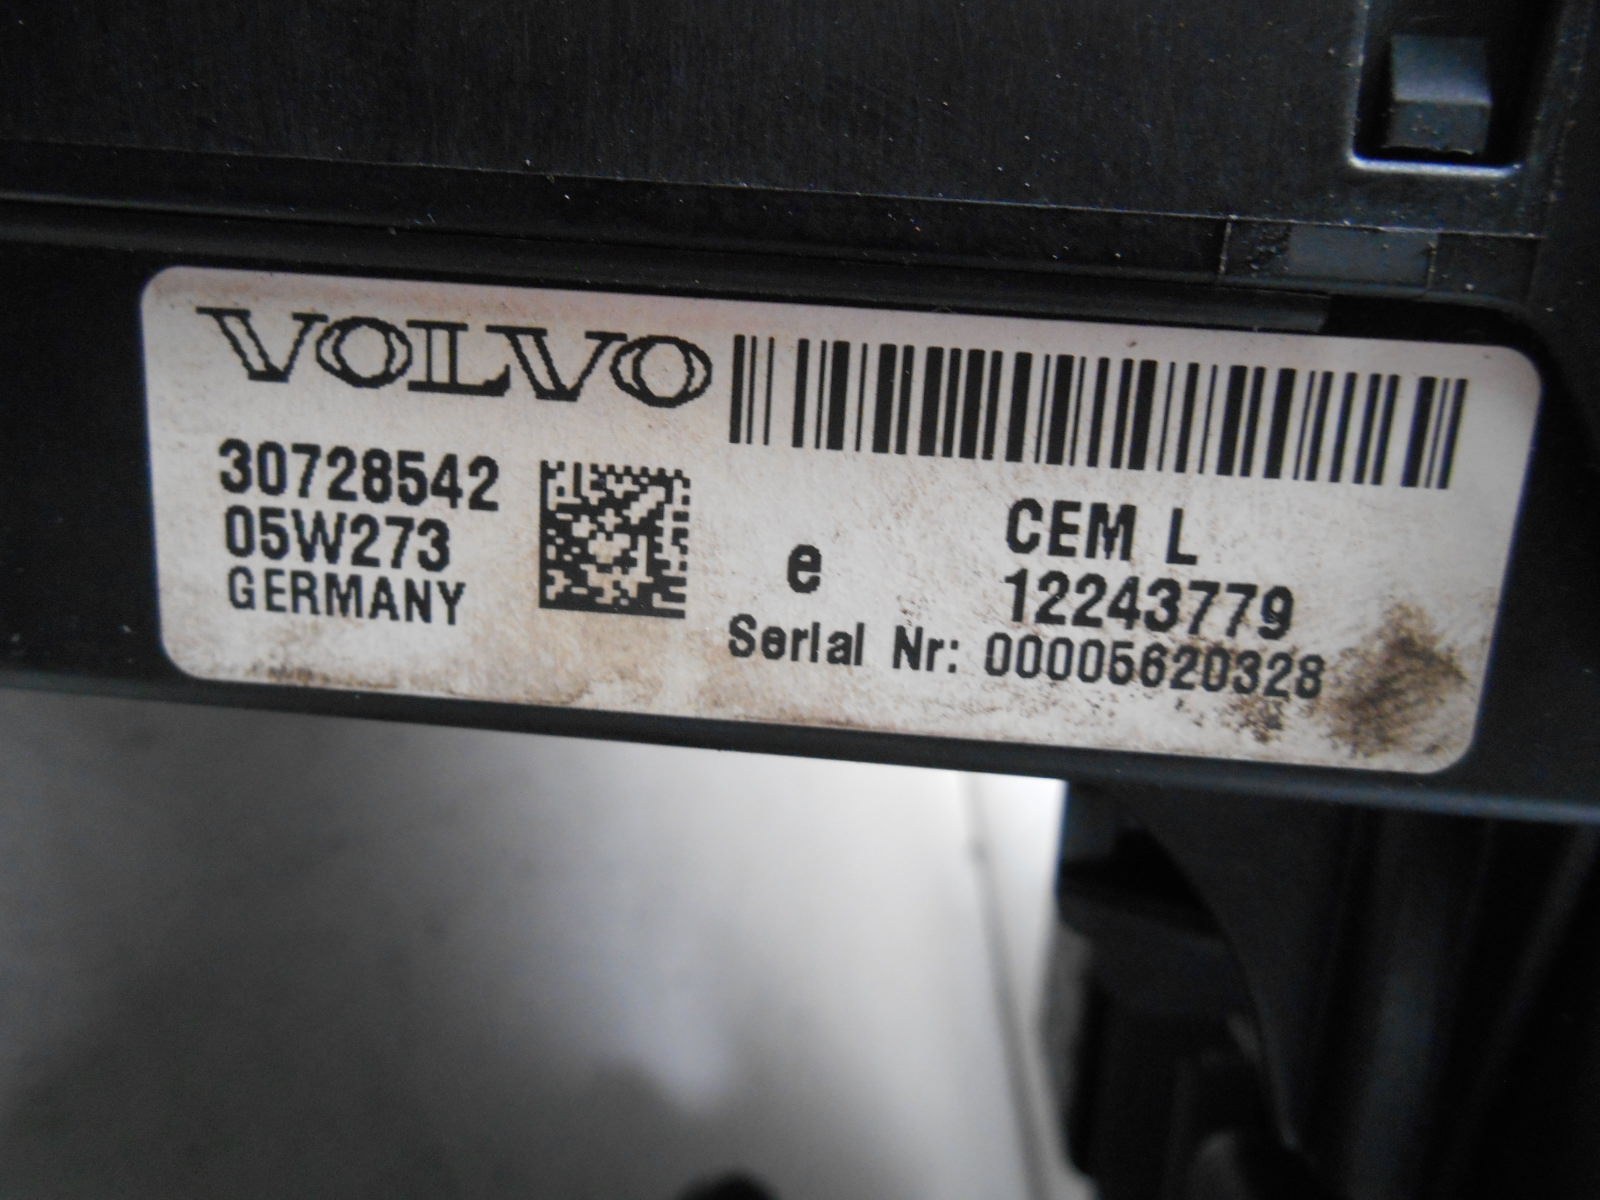 VOLVO
30728542
05W273
GERMANY
e
CEM L
12243779
Serial Nr: 00005620328